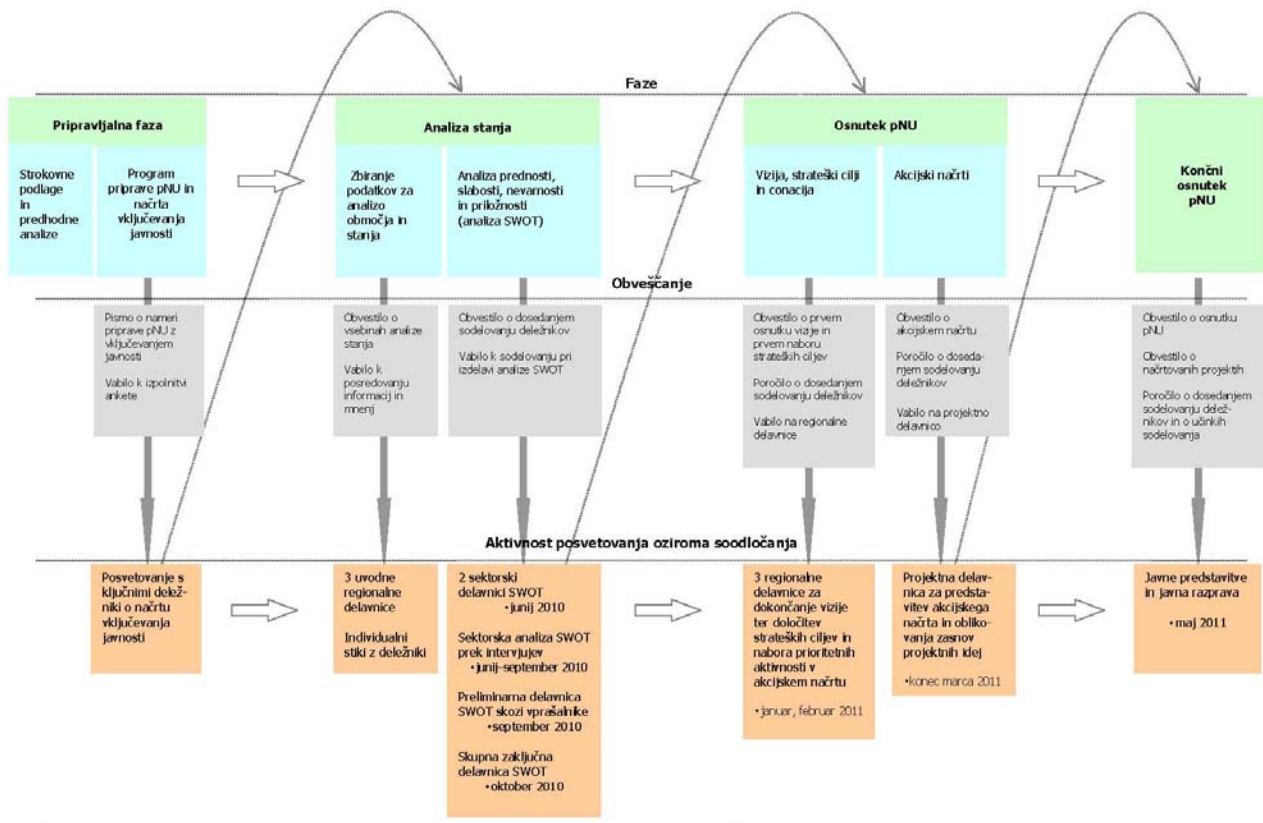 Faze
Pripravljalna faza
Strokovne
podlage
in
predhodne
analize
Program
priprave pNU in
načrta
vključevanja
javnosti
Analiza stanja
Zbiranje
podatkov za
analizo
območja in
stanja
Analiza prednosti,
slabosti, nevarnosti
in priložnosti
(analiza SWOT)
Osnutek pNU
Vizija, strateški cilji
in conacija
Akcijski načrti
Končni
osnutek
pNU
Obveščanje
Pismo o nameri
priprave pNU z
vključevanjem
javnosti
Vabilo k izpolnitvi
ankete
Obvestilo o
vsebinah analize
stanja
Vabilo k
posredovanju
informacij in
mnenj
Obvestilo o dosedanjem
sodelovanju deležnikov
Vabilo k sodelovanju pri
izdelavi analize SWOT
Obvestilo o prvem
osnutku vizije in
prvem naboru
strateških ciljev
Poročilo o dosedanjem
sodelovanju deležnikov
Vabilo na regionalne
delavnice
Obvestilo o
akcijskem načrtu
Poročilo o doseda-
njem sodelovanju
deležnikov
Vabilo na projektno
delavnico
Obvestilo o osnutku
pNU
Obvestilo o
načrtovanih projektih
Poročilo o dosedanjem
sodelovanju delež-
nikov in o učinkih
sodelovanja
Aktivnost posvetovanja oziroma soodločanja
Posvetovanje s
ključnimi delež-
niki o načrtu
vključevanja
javnosti
3 uvodne
regionalne
delavnice
Individualni
stiki z deležniki
2 sektorski
delavnici SWOT
•junij 2010
Sektorska analiza SWOT
prek intervjujev
•junij–september 2010
Preliminarna delavnica
SWOT skozi vprašalnike
•september 2010
Skupna zaključna
delavnica SWOT
•oktober 2010
3 regionalne
delavnice za
dokončanje vizije
ter določitev
strateških ciljev in
nabora prioritetnih
aktivnosti v
akcijskem načrtu
•januar, februar 2011
Projektna delav-
nica za predsta-
vitev akcijskega
načrta in obliko-
vanja zasnov
projektnih idej
•konec marca 2011
Javne predstavitve
in javna razprava
•maj 2011